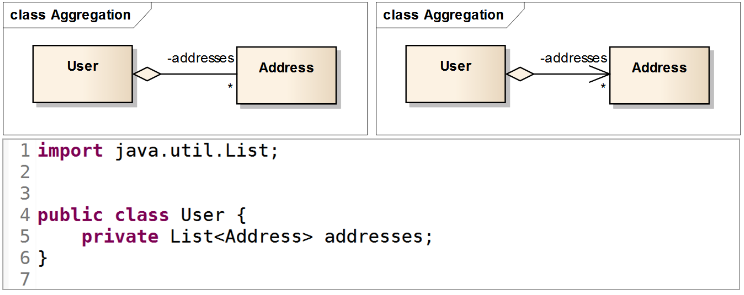 class Aggregation
User
-addresses
Address
*
class Aggregation
User
-addresses
Address
*
1 import java.util.List;
2
3
4 public class User {
5     private List<Address> addresses;
6 }
7